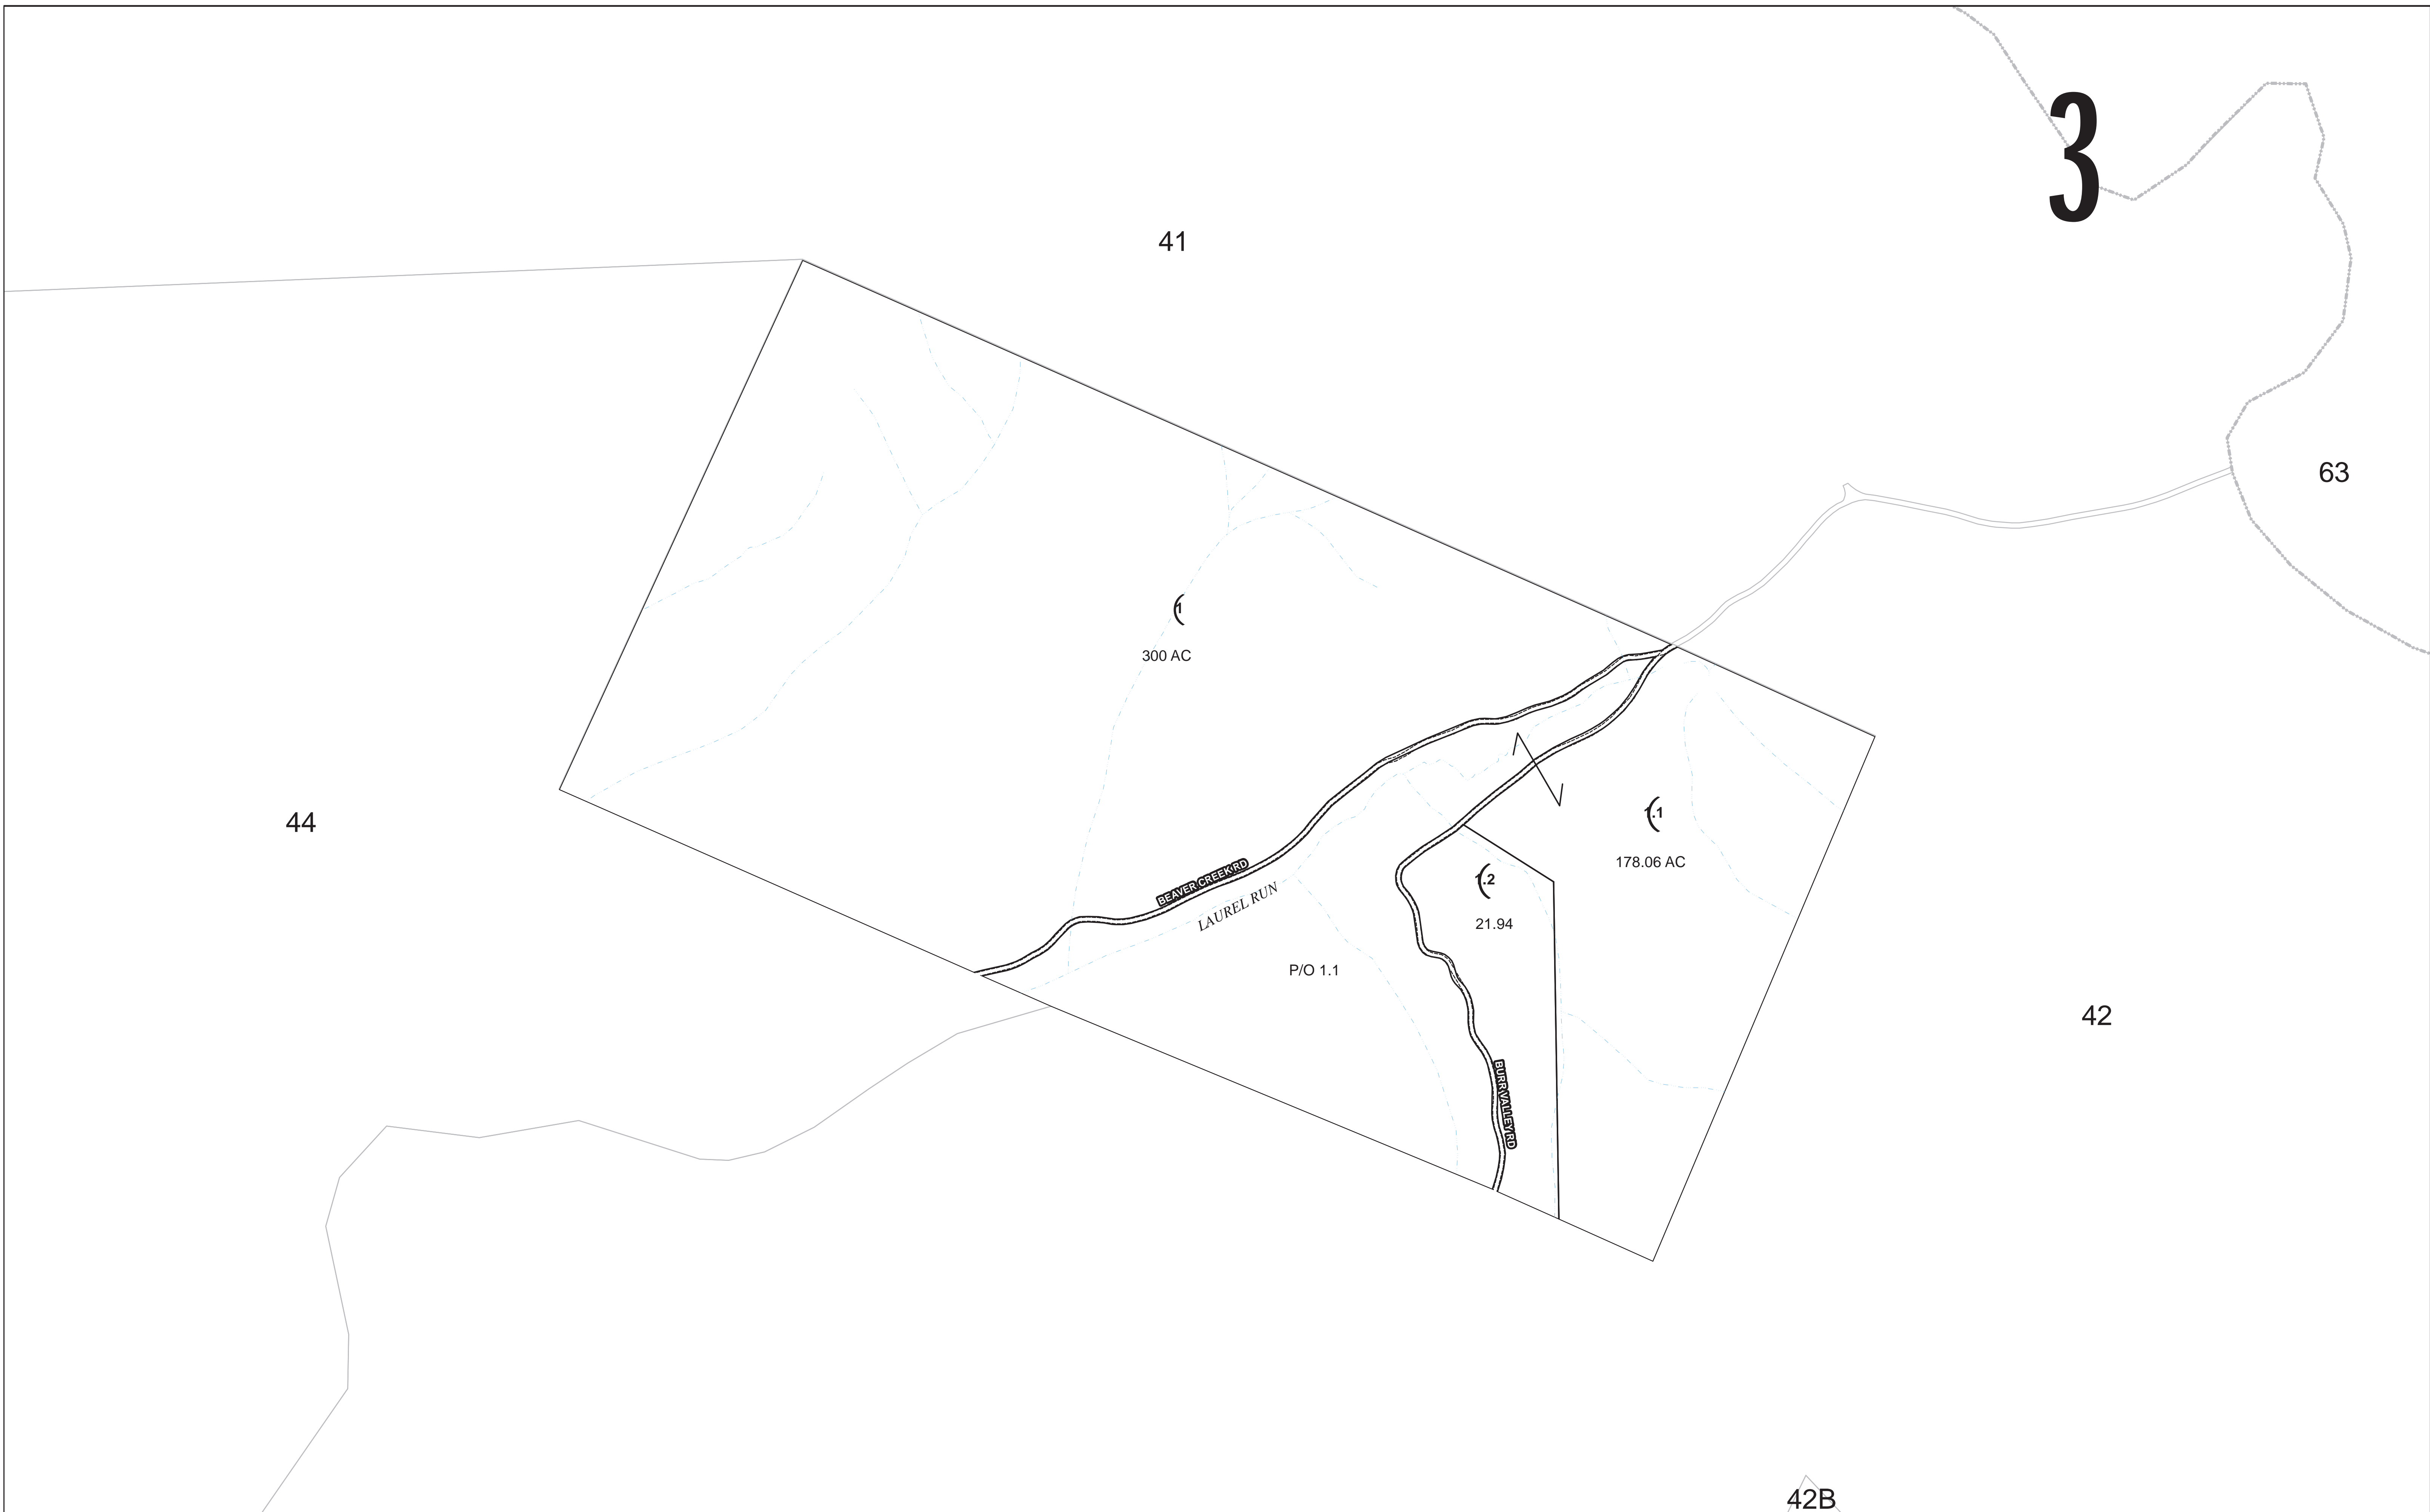 3
41
63
1
300 AC
1.1
178.06 AC
44
BEAVER CREEK RD
LAUREL RUN
1.2
21.94
P/O 1.1
42
BURR VALLEY RD
42B